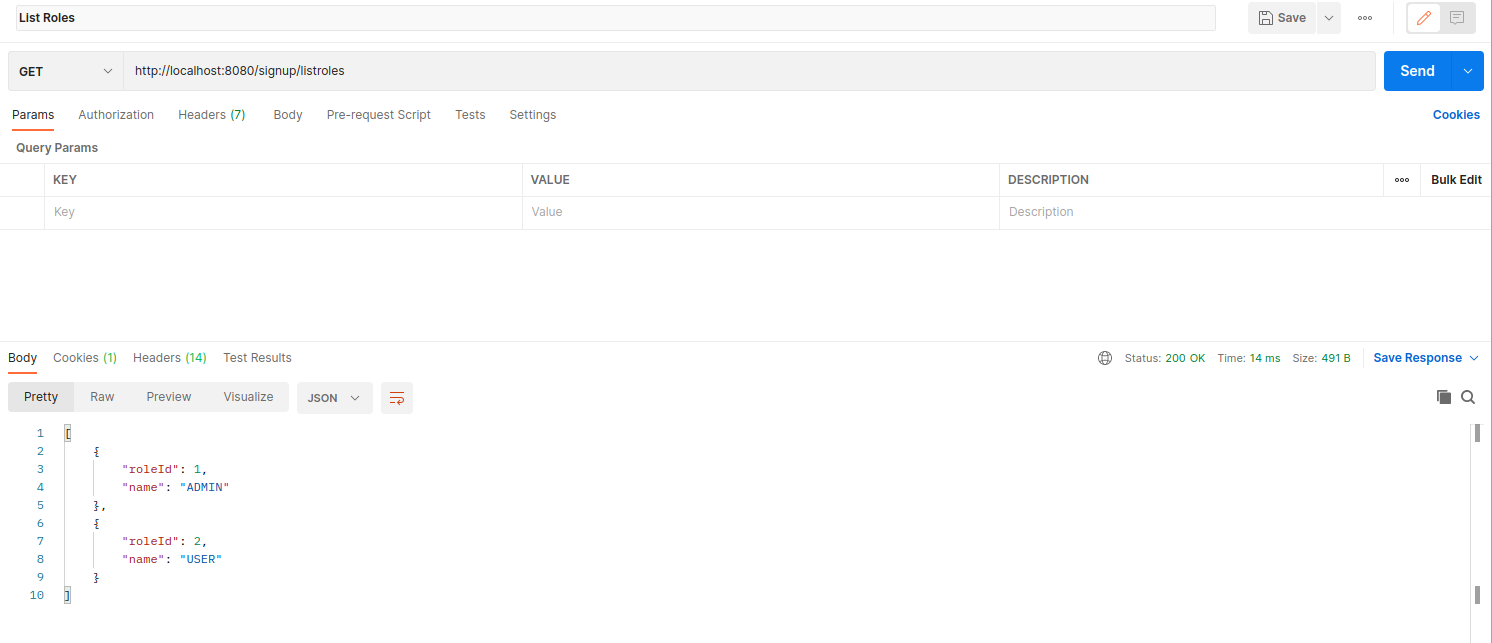 List Roles
Save
GET http://localhost:8080/signup/listroles Send
Params Authorization Headers (7) Body Pre-request Script Tests Settings Cookies
Query Params
KEY VALUE DESCRIPTION Bulk Edit
Key Value Description
Body Cookies (1) Headers (14) Test Results Status: 200 OK Time: 14 ms Size: 491 B Save Response
Pretty Raw Preview Visualize JSON
1 [
2 {
3 "roleId": 1,
4 "name": "ADMIN"
5 },
6 {
7 "roleId": 2,
8 "name": "USER"
9 }
10 ]